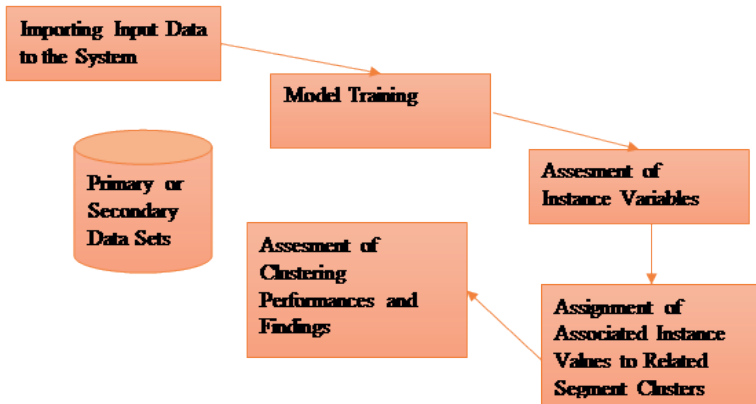 Importing Input Data
to the System
Model Training
Assesment of
Instance Variables
Assignment of
Associated Instance
Values to Related
Segment Clusters
Assesment of
Clustering
Performances and
Findings
Primary or
Secondary
Data Sets